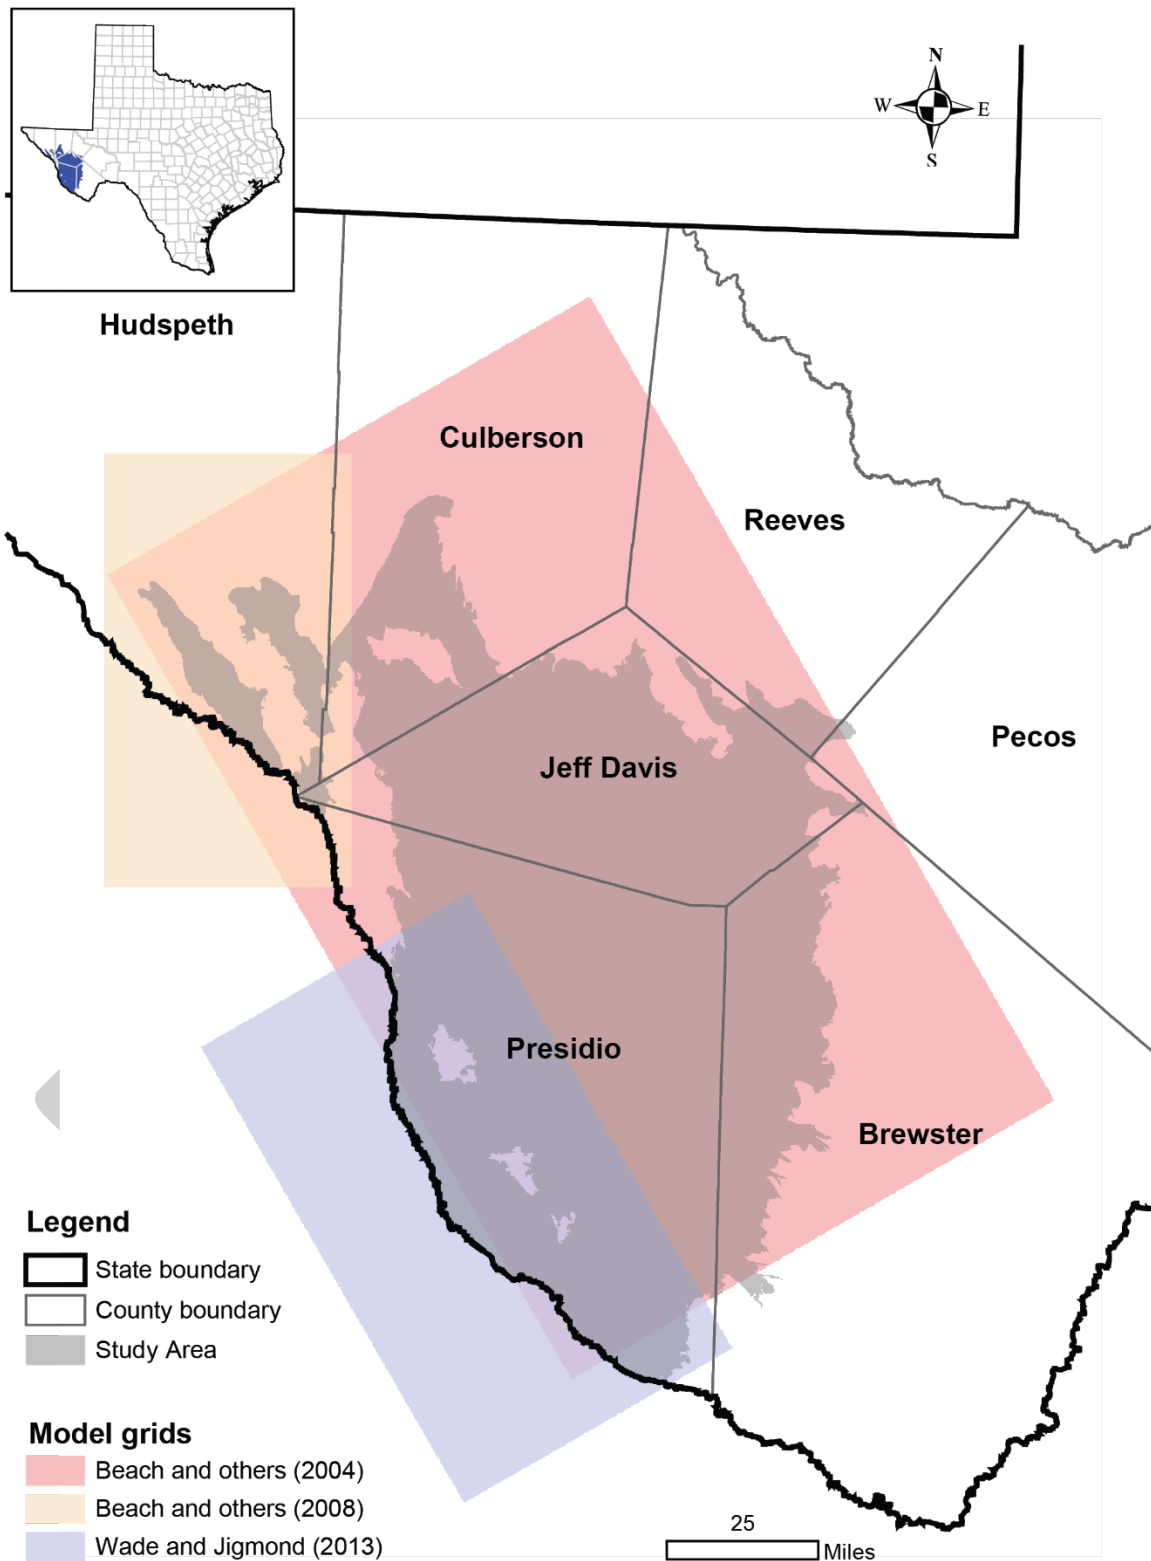 N
W
E
S
Hudspeth
Culberson
Reeves
Pecos
Jeff Davis
Presidio
Brewster
Legend
State boundary
County boundary
Study Area
Model grids
Beach and others (2004)
Beach and others (2008)
Wade and Jigmond (2013)
25
Miles